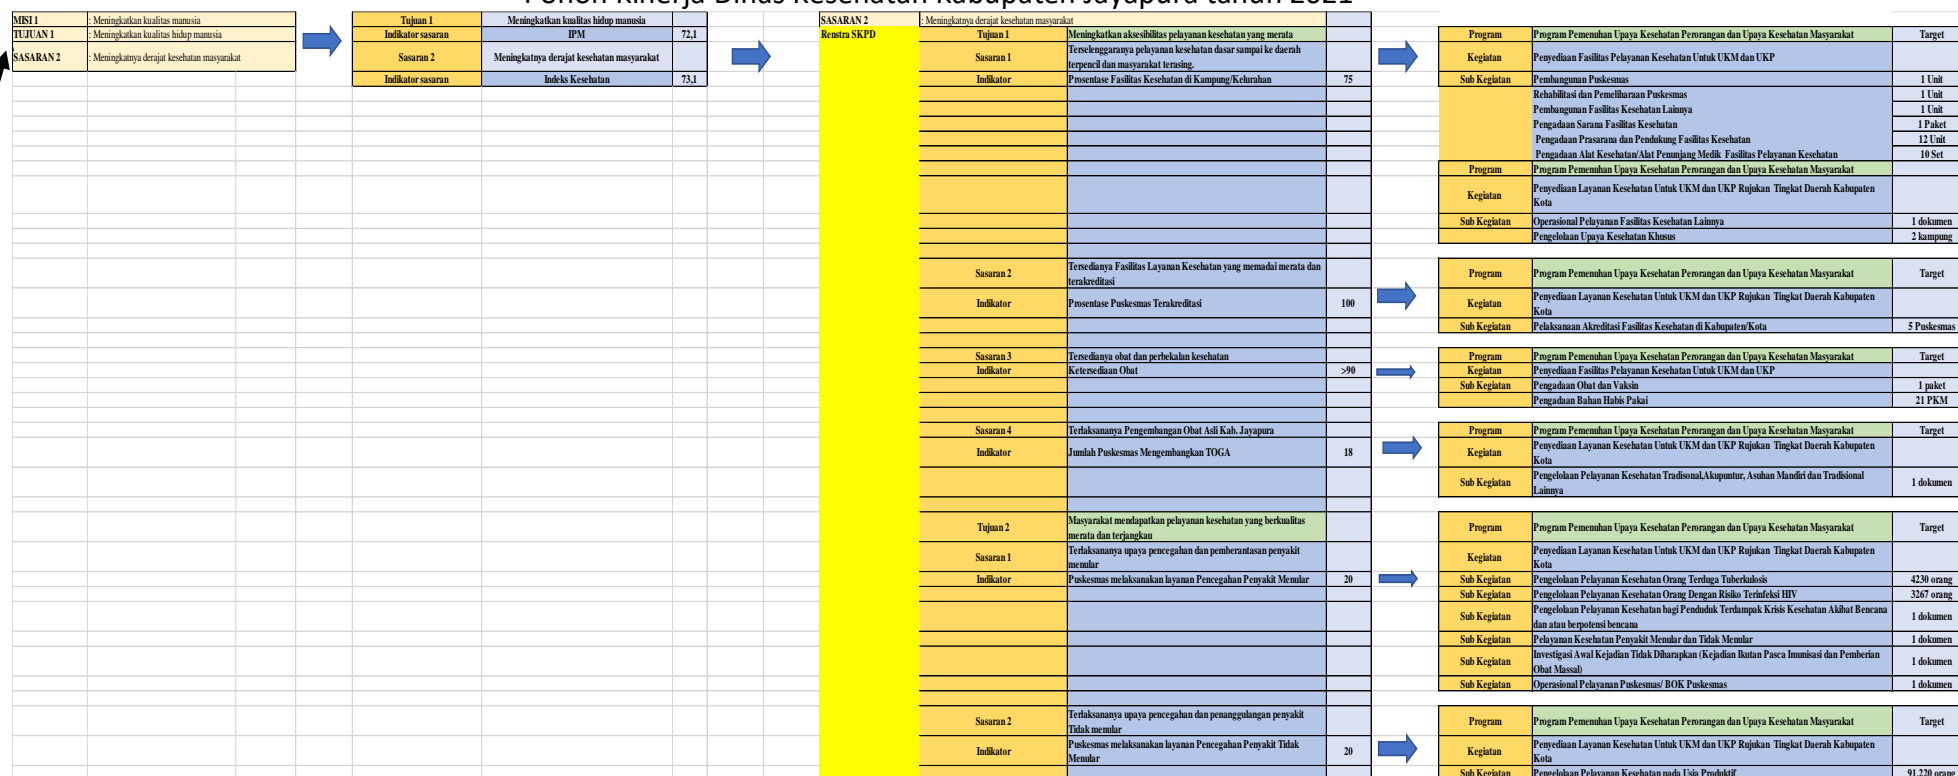 Pohon Kinerja Dinas Kesehatan Kabupaten Jayapura tahun 2021
MISI 1 : Meningkatkan kualitas manusia
TUJUAN 1 : Meningkatkan kualitas hidup manusia
SASARAN 2 : Meningkatnya derajat kesehatan masyarakat
Tujuan 1 Meningkatkan kualitas hidup manusia
Indikator sasaran IPM 72,1
Sasaran 2 Meningkatnya derajat kesehatan masyarakat
Indikator sasaran Indeks Kesehatan 73,1
SASARAN 2 : Meningkatnya derajat kesehatan masyarakat
Renstra SKPD
Tujuan 1 Meningkatkan aksesibilitas pelayanan kesehatan yang merata
Sasaran 1 Terselenggaranya pelayanan kesehatan dasar sampai ke daerah
terpencil dan masyarakat terasing.
Indikator Prosentase Fasilitas Kesehatan di Kampung/Kelurahan 75
Program Program Pemenuhan Upaya Kesehatan Perorangan dan Upaya Kesehatan Masyarakat Target
Kegiatan Penyediaan Fasilitas Pelayanan Kesehatan Untuk UKM dan UKP
Sub Kegiatan Pembangunan Puskesmas 1 Unit
Rehabilitasi dan Pemeliharaan Puskesmas 1 Unit
Pembangunan Fasilitas Kesehatan Lainnya 1 Unit
Pengadaan Sarana Fasilitas Kesehatan 1 Paket
Pengadaan Prasarana dan Pendukung Fasilitas Kesehatan 12 Unit
Pengadaan Alat Kesehatan/Alat Penunjang Medik Fasilitas Pelayanan Kesehatan 10 Set
Program Program Pemenuhan Upaya Kesehatan Perorangan dan Upaya Kesehatan Masyarakat
Kegiatan Penyediaan Layanan Kesehatan Untuk UKM dan UKP Rujukan Tingkat Daerah Kabupaten
Kota
Sub Kegiatan Operasional Pelayanan Fasilitas Kesehatan Lainnya 1 dokumen
Pengelolaan Upaya Kesehatan Khusus 2 kampung
Sasaran 2 Tersedianya Fasilitas Layanan Kesehatan yang memadai merata dan
terakreditasi
Indikator Prosentase Puskesmas Terakreditasi 100
Program Program Pemenuhan Upaya Kesehatan Perorangan dan Upaya Kesehatan Masyarakat Target
Kegiatan Penyediaan Layanan Kesehatan Untuk UKM dan UKP Rujukan Tingkat Daerah Kabupaten
Kota
Sub Kegiatan Pelaksanaan Akreditasi Fasilitas Kesehatan di Kabupaten/Kota 5 Puskesmas
Sasaran 3 Tersedianya obat dan perbekalan kesehatan
Indikator Ketersediaan Obat >90
Program Program Pemenuhan Upaya Kesehatan Perorangan dan Upaya Kesehatan Masyarakat Target
Kegiatan Penyediaan Fasilitas Pelayanan Kesehatan Untuk UKM dan UKP
Sub Kegiatan Pengadaan Obat dan Vaksin 1 paket
Pengadaan Bahan Habis Pakai 21 PKM
Sasaran 4 Terlaksananya Pengembangan Obat Asli Kab. Jayapura
Indikator Jumlah Puskesmas Mengembangkan TOGA 18
Program Program Pemenuhan Upaya Kesehatan Perorangan dan Upaya Kesehatan Masyarakat Target
Kegiatan Penyediaan Layanan Kesehatan Untuk UKM dan UKP Rujukan Tingkat Daerah Kabupaten
Kota
Sub Kegiatan Pengelolaan Pelayanan Kesehatan Tradisonal,Akupuntur, Asuhan Mandiri dan Tradisional
Lainnya 1 dokumen
Tujuan 2 Masyarakat mendapatkan pelayanan kesehatan yang berkualitas
merata dan terjangkau
Sasaran 1 Terlaksananya upaya pencegahan dan pemberantasan penyakit
menular
Indikator Puskesmas melaksanakan layanan Pencegahan Penyakit Menular 20
Program Program Pemenuhan Upaya Kesehatan Perorangan dan Upaya Kesehatan Masyarakat Target
Kegiatan Penyediaan Layanan Kesehatan Untuk UKM dan UKP Rujukan Tingkat Daerah Kabupaten
Kota
Sub Kegiatan Pengelolaan Pelayanan Kesehatan Orang Terduga Tuberkulosis 4230 orang
Sub Kegiatan Pengelolaan Pelayanan Kesehatan Orang Dengan Risiko Terinfeksi HIV 3267 orang
Sub Kegiatan Pengelolaan Pelayanan Kesehatan bagi Penduduk Terdampak Krisis Kesehatan Akibat Bencana
dan atau berpotensi bencana 1 dokumen
Sub Kegiatan Pelayanan Kesehatan Penyakit Menular dan Tidak Menular 1 dokumen
Sub Kegiatan Investigasi Awal Kejadian Tidak Diharapkan (Kejadian Ikutan Pasca Imunisasi dan Pemberian
Obat Massal) 1 dokumen
Sub Kegiatan Operasional Pelayanan Puskesmas/ BOK Puskesmas 1 dokumen
Sasaran 2 Terlaksananya upaya pencegahan dan penanggulangan penyakit
Tidak menular
Indikator Puskesmas melaksanakan layanan Pencegahan Penyakit Tidak
Menular 20
Program Program Pemenuhan Upaya Kesehatan Perorangan dan Upaya Kesehatan Masyarakat Target
Kegiatan Penyediaan Layanan Kesehatan Untuk UKM dan UKP Rujukan Tingkat Daerah Kabupaten
Kota
Sub Kegiatan Pengelolaan Pelayanan Kesehatan pada Usia Produktif 91.220 orang